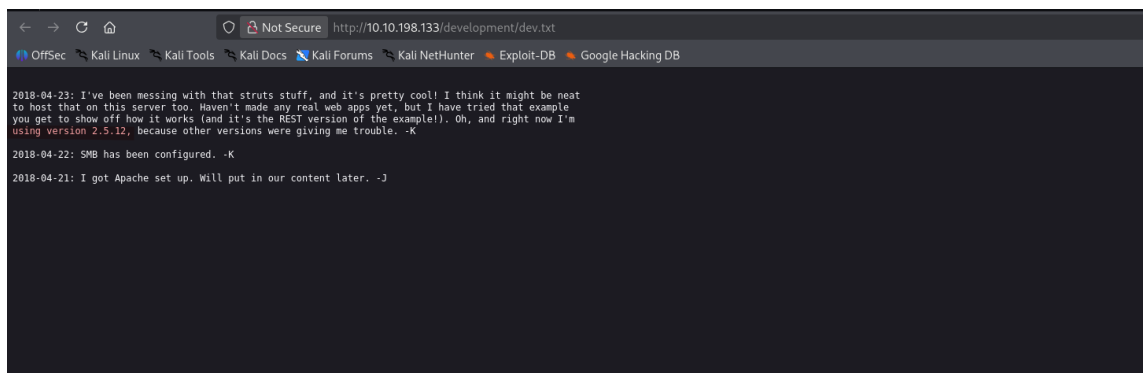 Not Secure http://10.10.198.133/development/dev.txt
OffSec Kali Linux Kali Tools Kali Docs Kali Forums Kali NetHunter Exploit-DB Google Hacking DB
2018-04-23: I've been messing with that struts stuff, and it's pretty cool! I think it might be neat
to host that on this server too. Haven't made any real web apps yet, but I have tried that example
you get to show off how it works (and it's the REST version of the example!). Oh, and right now I'm
using version 2.5.12, because other versions were giving me trouble. -K
2018-04-22: SMB has been configured. -K
2018-04-21: I got Apache set up. Will put in our content later. -J